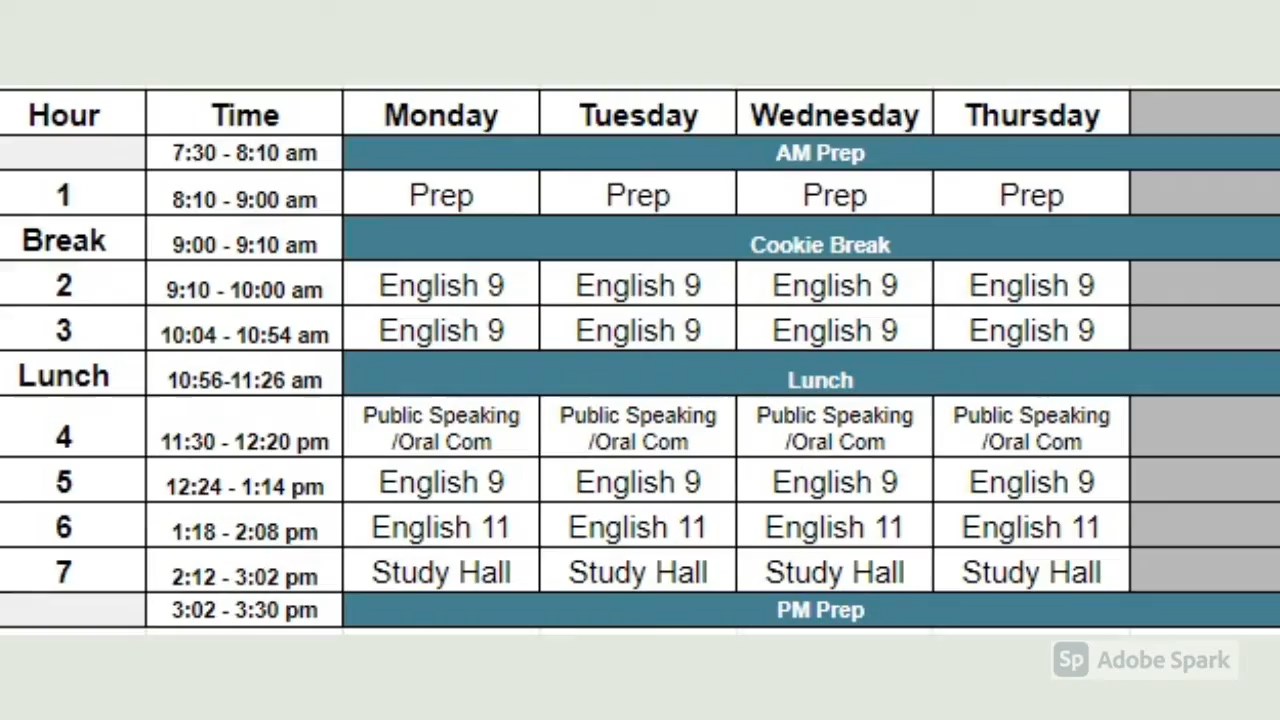 Hour Time Monday Tuesday Wednesday Thursday
7:30 - 8:10 am AM Prep
1 8:10 - 9:00 am Prep Prep Prep Prep
Break 9:00 - 9:10 am Cookie Break
2 9:10 - 10:00 am English 9 English 9 English 9 English 9
3 10:04 - 10:54 am English 9 English 9 English 9 English 9
Lunch 10:56-11:26 am Lunch
4 11:30 - 12:20 pm Public Speaking /Oral Com Public Speaking /Oral Com Public Speaking /Oral Com Public Speaking /Oral Com
5 12:24 - 1:14 pm English 9 English 9 English 9 English 9
6 1:18 - 2:08 pm English 11 English 11 English 11 English 11
7 2:12 - 3:02 pm Study Hall Study Hall Study Hall Study Hall
3:02 - 3:30 pm PM Prep
Sp Adobe Spark